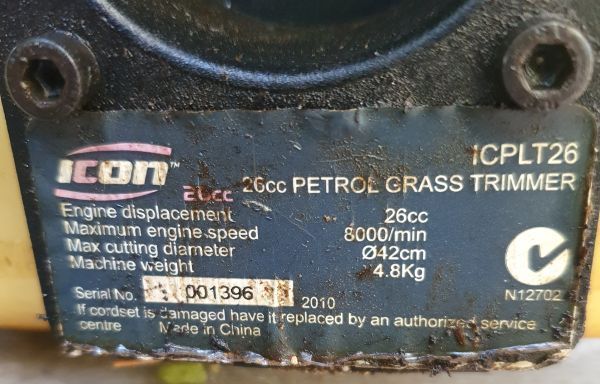 ICPLT26
ICON™
26cc 26cc PETROL GRASS TRIMMER
Engine displacement 26cc
Maximum engine speed 8000/min
Max cutting diameter Ø42cm
Machine weight 4.8Kg
N12702
Serial No. 001396 2010
If cordset is damaged have it replaced by an authorized service
centre Made in China